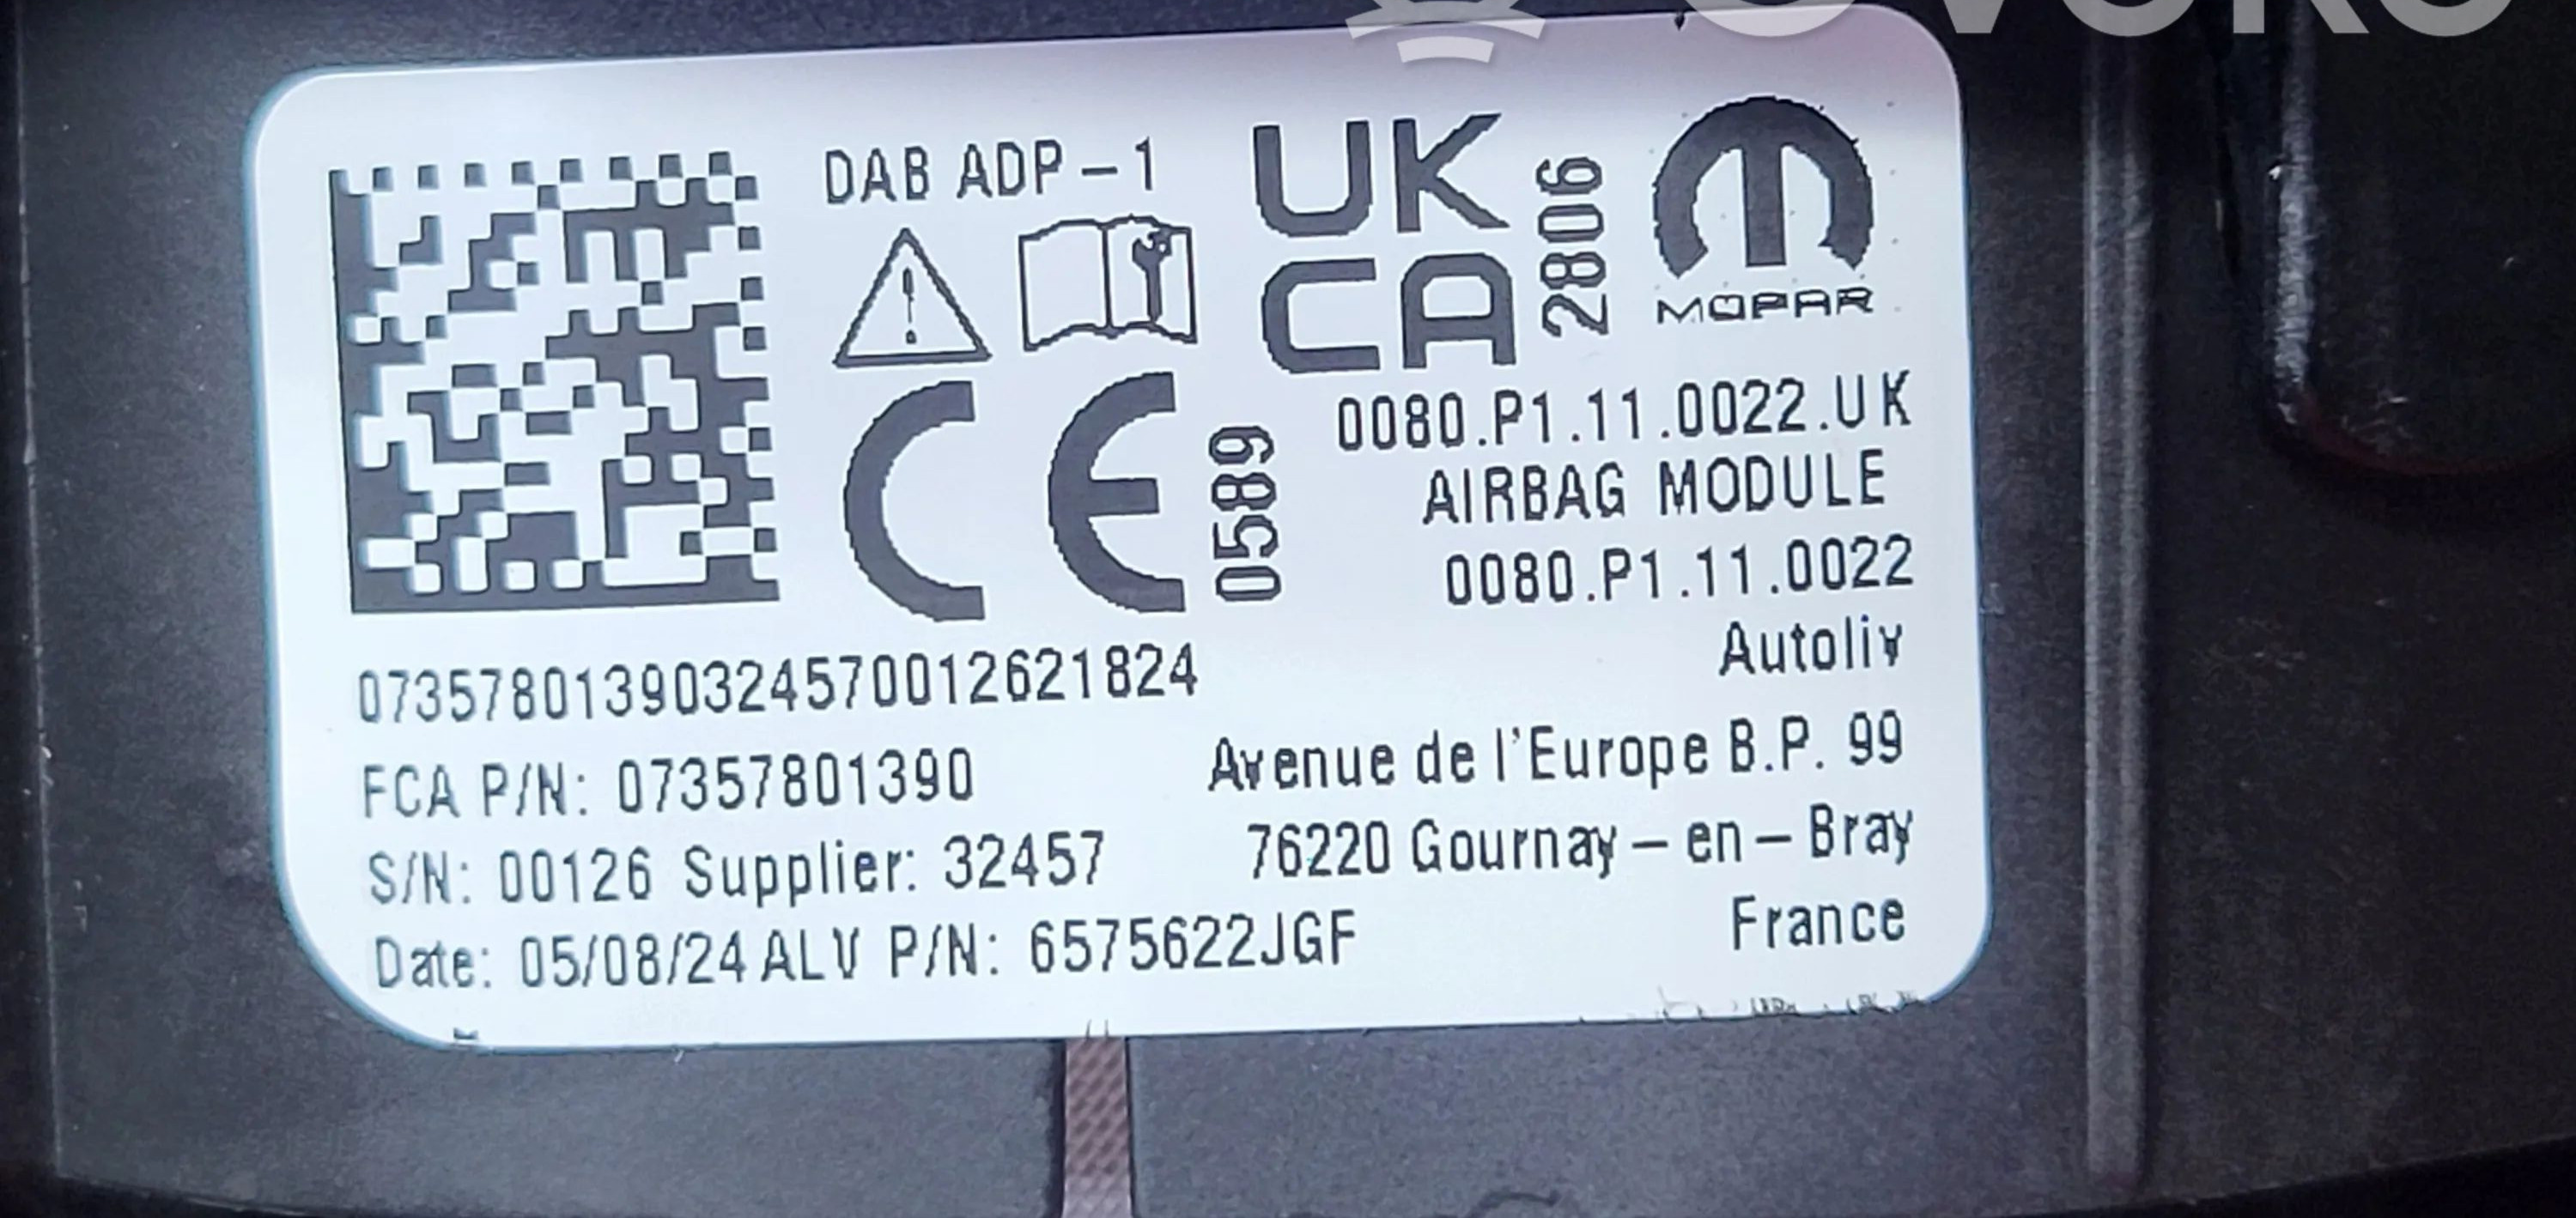 DAB ADP-1
UK
CA
2806
MOPAR
CE
0589
0080.P1.11.0022.UK
AIRBAG MODULE
0080.P1.11.0022
Autoliv
Avenue de l'Europe B.P. 99
76220 Gournay-en-Bray
France
07357801390324570012621824
FCA P/N: 07357801390
S/N: 00126 Supplier: 32457
Date: 05/08/24 ALV P/N: 6575622JGF